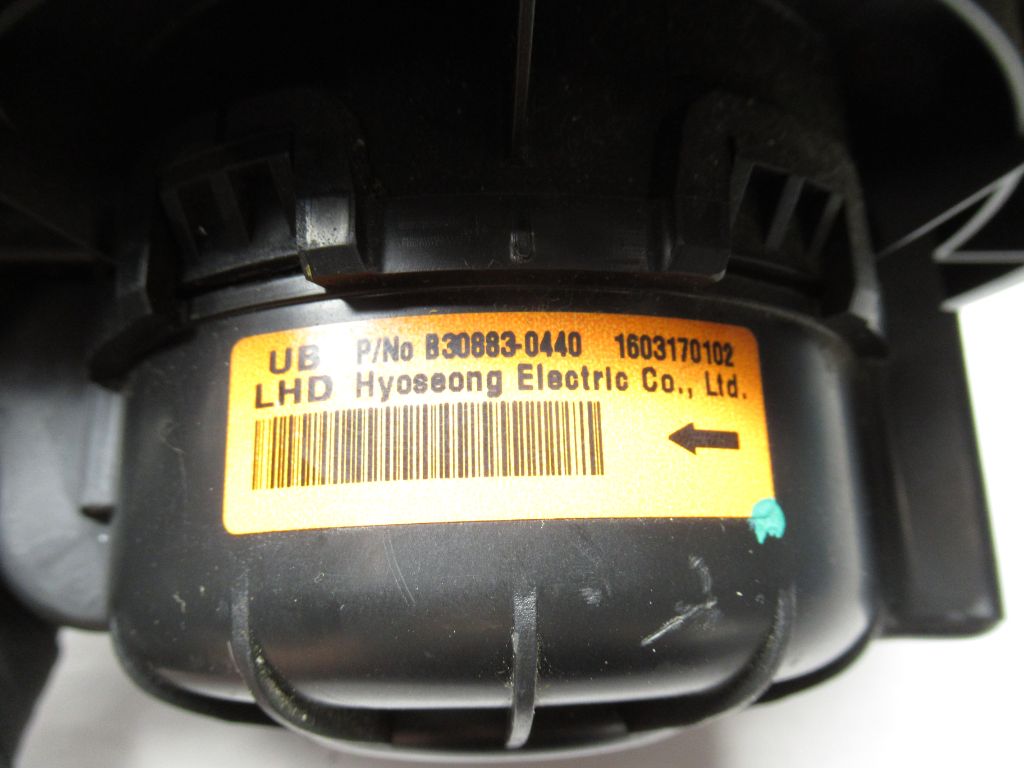 UB P/No B30883-0440 1603170102
LHD Hyoseong Electric Co., Ltd.